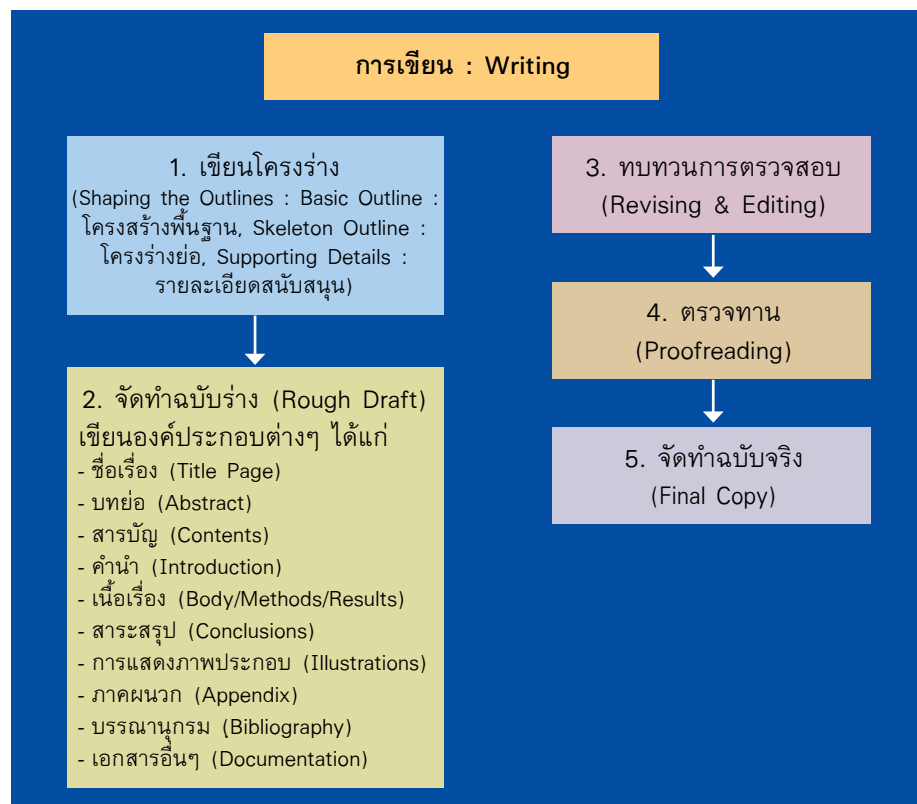 การเขียน : Writing
1. เขียนโครงร่าง
(Shaping the Outlines : Basic Outline :
โครงสร้างพื้นฐาน, Skeleton Outline :
โครงร่างย่อ, Supporting Details :
รายละเอียดสนับสนุน)
2. จัดทำฉบับร่าง (Rough Draft)
เขียนองค์ประกอบต่างๆ ได้แก่
- ชื่อเรื่อง (Title Page)
- บทย่อ (Abstract)
- สารบัญ (Contents)
- คำนำ (Introduction)
- เนื้อเรื่อง (Body/Methods/Results)
- สาระสรุป (Conclusions)
- การแสดงภาพประกอบ (Illustrations)
- ภาคผนวก (Appendix)
- บรรณานุกรม (Bibliography)
- เอกสารอื่นๆ (Documentation)
3. ทบทวนการตรวจสอบ
(Revising & Editing)
4. ตรวจทาน
(Proofreading)
5. จัดทำฉบับจริง
(Final Copy)